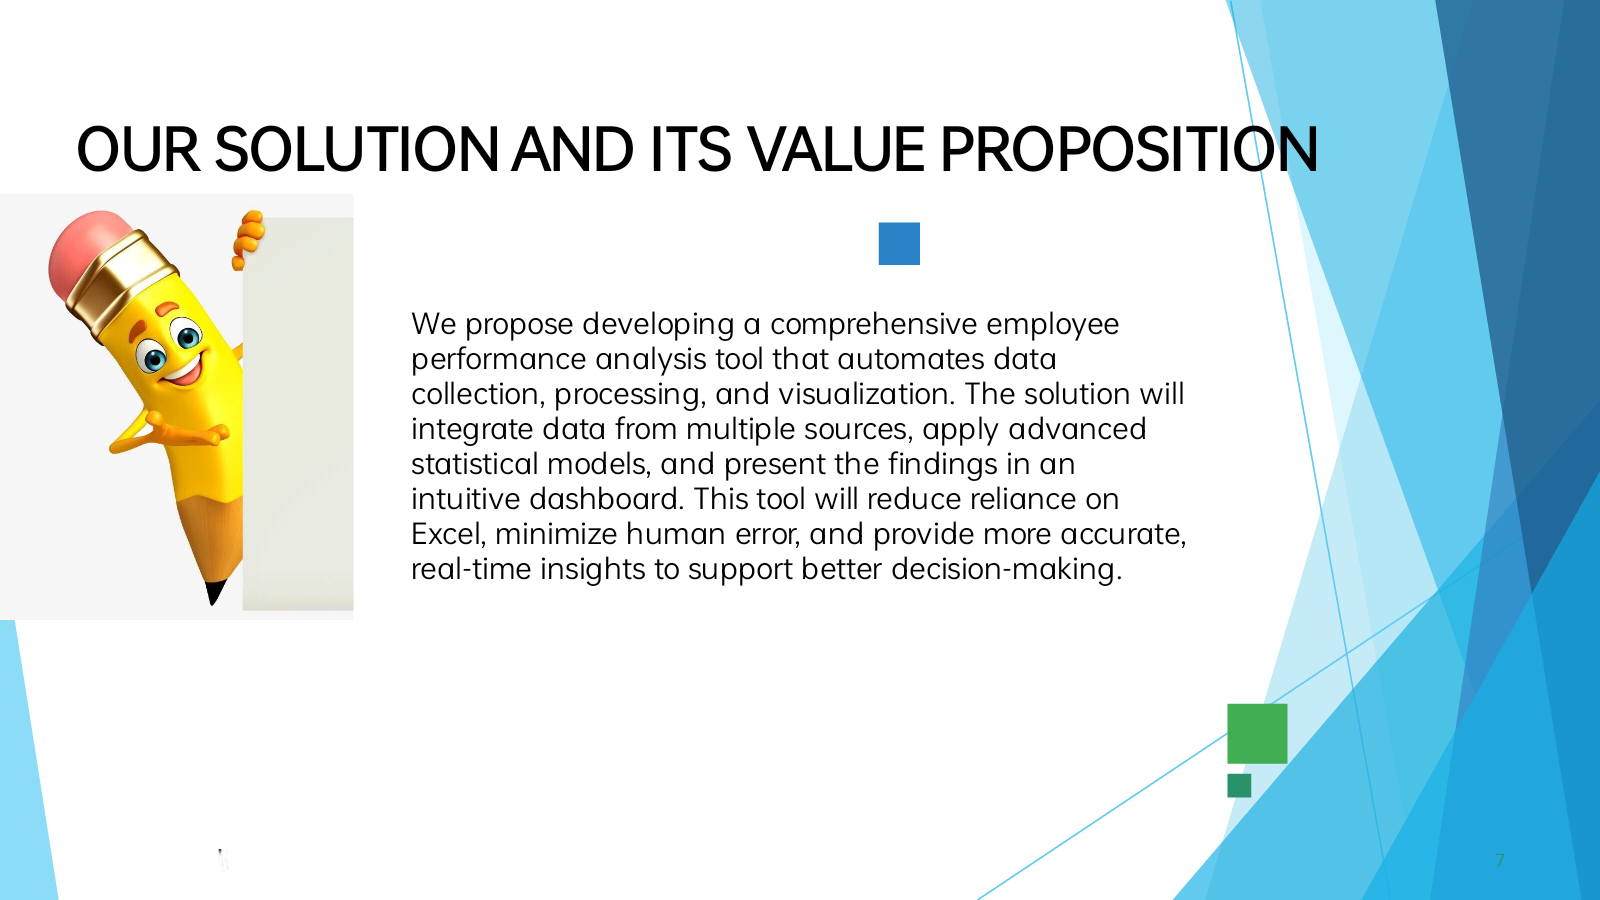 OUR SOLUTION AND ITS VALUE PROPOSITION
We propose developing a comprehensive employee
performance analysis tool that automates data
collection, processing, and visualization. The solution will
integrate data from multiple sources, apply advanced
statistical models, and present the findings in an
intuitive dashboard. This tool will reduce reliance on
Excel, minimize human error, and provide more accurate,
real-time insights to support better decision-making.
7